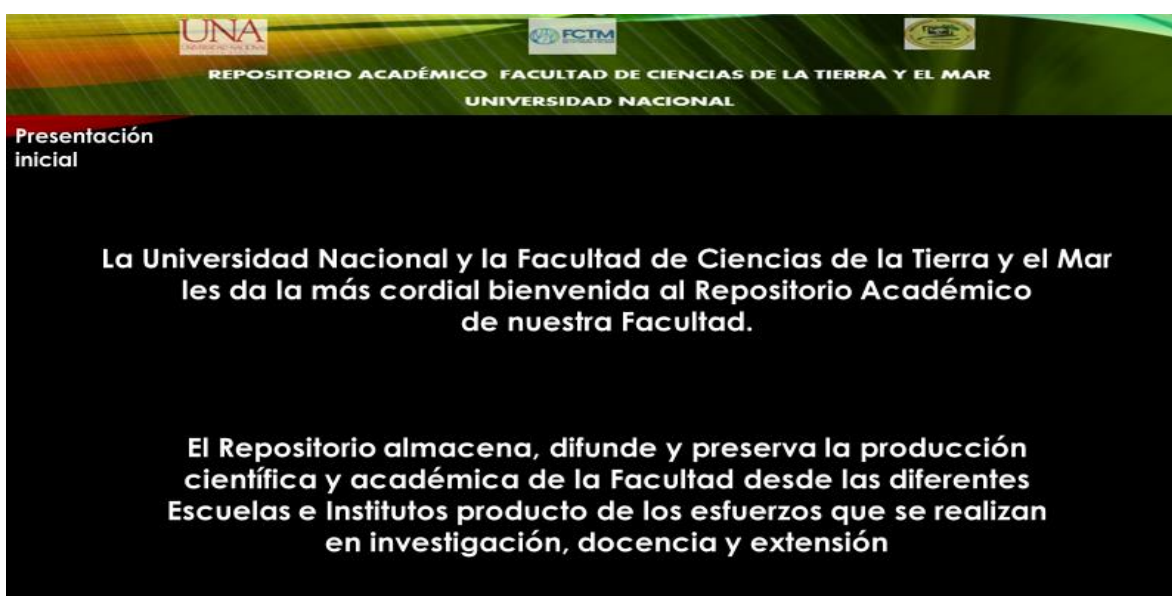 UNA
UNIVERSIDAD NACIONAL
FCTM
REPOSITORIO ACADÉMICO FACULTAD DE CIENCIAS DE LA TIERRA Y EL MAR
UNIVERSIDAD NACIONAL
Presentación
inicial
La Universidad Nacional y la Facultad de Ciencias de la Tierra y el Mar
les da la más cordial bienvenida al Repositorio Académico
de nuestra Facultad.
El Repositorio almacena, difunde y preserva la producción
científica y académica de la Facultad desde las diferentes
Escuelas e Institutos producto de los esfuerzos que se realizan
en investigación, docencia y extensión